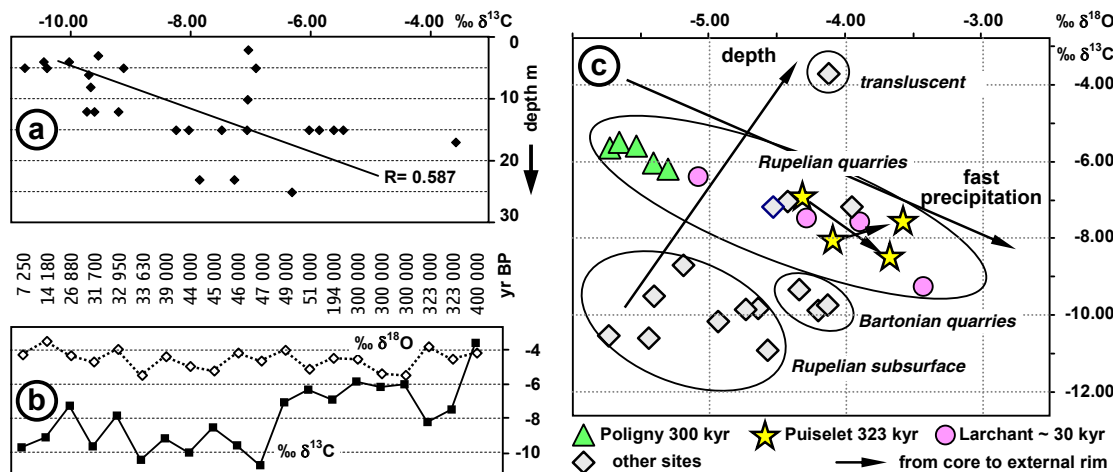 -10.00 -8.00 -6.00 -4.00 ‰ δ¹³C
0
10
20
30
depth m
R= 0.587
a
7 250
14 180
26 880
31 700
32 950
33 630
39 000
44 000
45 000
46 000
47 000
49 000
51 000
194 000
300 000
300 000
300 000
323 000
323 000
400 000
yr BP
‰ δ¹⁸O
-4
-6
-8
-10
b
‰ δ¹³C
-5.00 -4.00 -3.00 ‰ δ¹⁸O
‰ δ¹³C
c
depth
transluscent
-4.00
Rupelian quarries
-6.00
fast
precipitation
-8.00
Bartonian quarries
-10.00
Rupelian subsurface
-12.00
Poligny 300 kyr Puiselet 323 kyr Larchant ~ 30 kyr
other sites from core to external rim